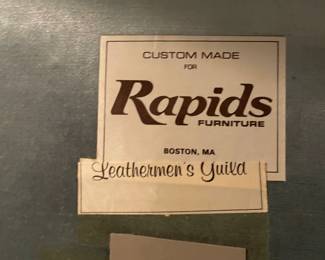 CUSTOM MADE
FOR
Rapids
FURNITURE
BOSTON, MA
Leathermen's Guild